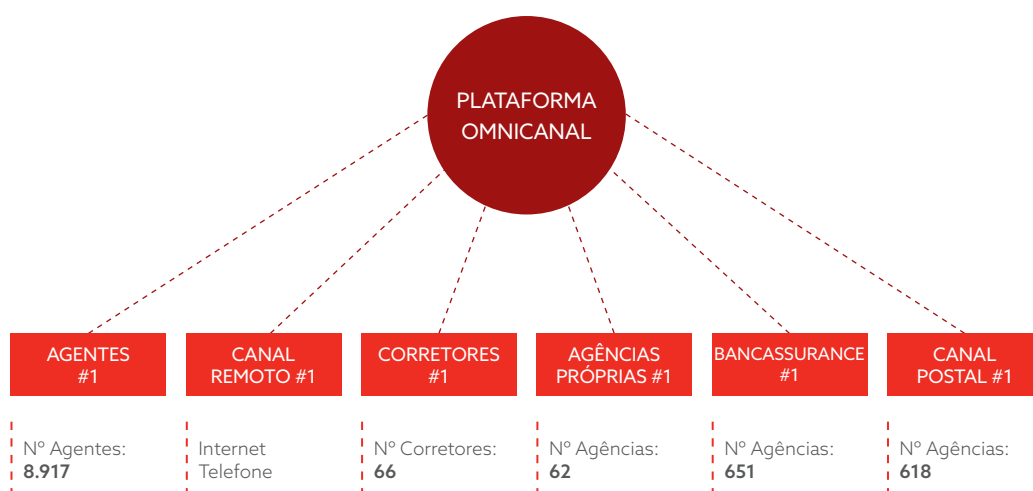 PLATAFORMA
OMNICANAL
AGENTES
#1
Nº Agentes:
8.917
CANAL
REMOTO #1
Internet
Telefone
CORRETORES
#1
Nº Corretores:
66
AGÊNCIAS
PRÓPRIAS #1
Nº Agências:
62
BANCASSURANCE
#1
Nº Agências:
651
CANAL
POSTAL #1
Nº Agências:
618